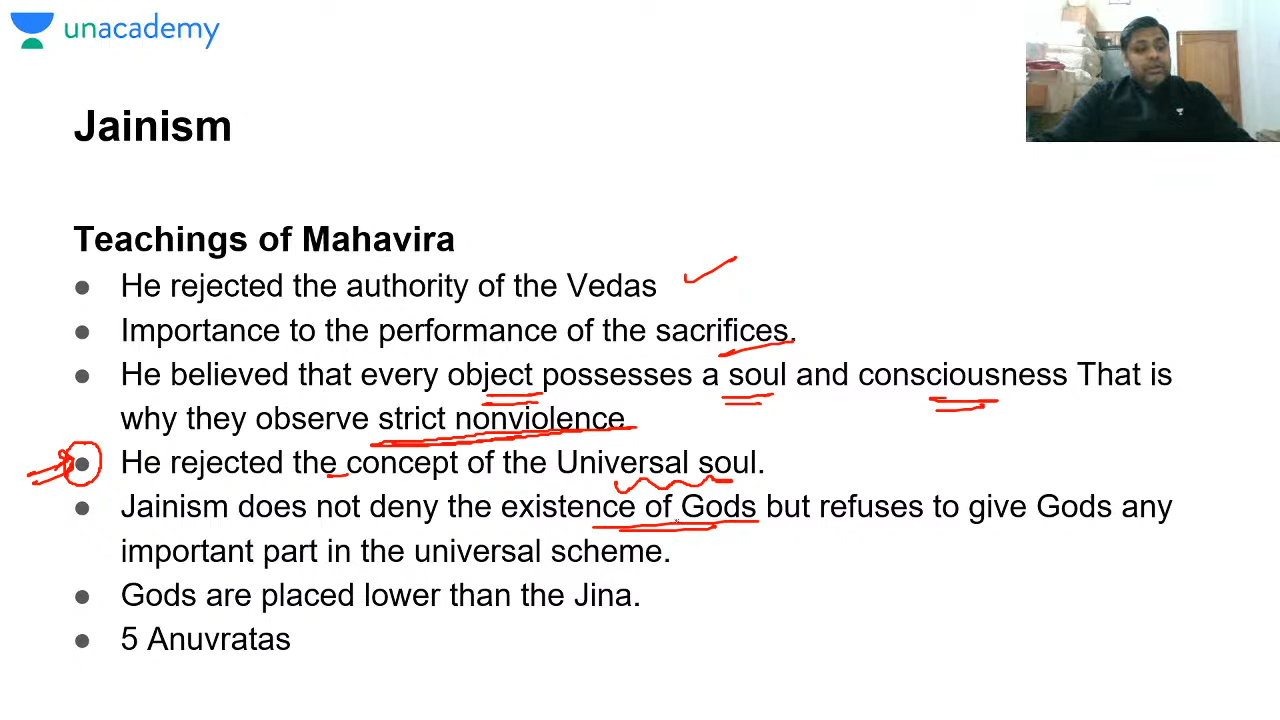 unacademy
Jainism
Teachings of Mahavira
● He rejected the authority of the Vedas
● Importance to the performance of the sacrifices.
● He believed that every object possesses a soul and consciousness That is
why they observe strict nonviolence
● He rejected the concept of the Universal soul.
● Jainism does not deny the existence of Gods but refuses to give Gods any
important part in the universal scheme.
● Gods are placed lower than the Jina.
● 5 Anuvratas